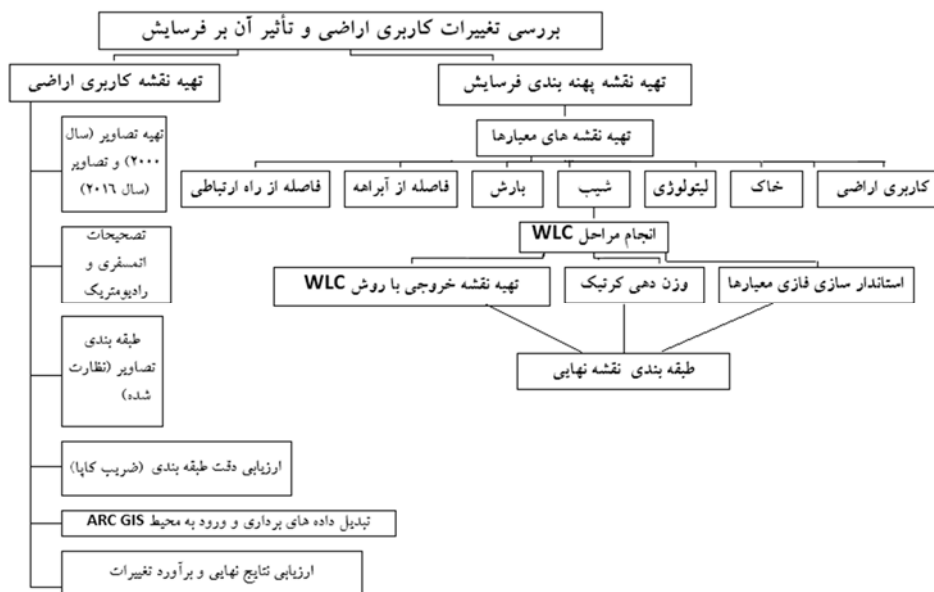 بررسی تغییرات کاربری اراضی و تأثیر آن بر فرسایش
تهیه نقشه پهنه بندی فرسایش
تهیه نقشه های معیارها
کاربری اراضی
خاک
لیتولوژی
شیب
بارش
فاصله از آبراهه
فاصله از راه ارتباطی
انجام مراحل WLC
استاندار سازی فازی معیارها
وزن دهی کرتیک
تهیه نقشه خروجی با روش WLC
طبقه بندی نقشه نهایی
تهیه نقشه کاربری اراضی
تهیه تصاویر (سال
۲۰۰۰) و تصاویر
(سال ۲۰۱۶)
تصحیحات
اتمسفری و
رادیومتریک
طبقه بندی
تصاویر (نظارت
شده)
ارزیابی دقت طبقه بندی (ضریب کاپا)
تبدیل داده های برداری و ورود به محیط ARC GIS
ارزیابی نتایج نهایی و برآورد تغییرات